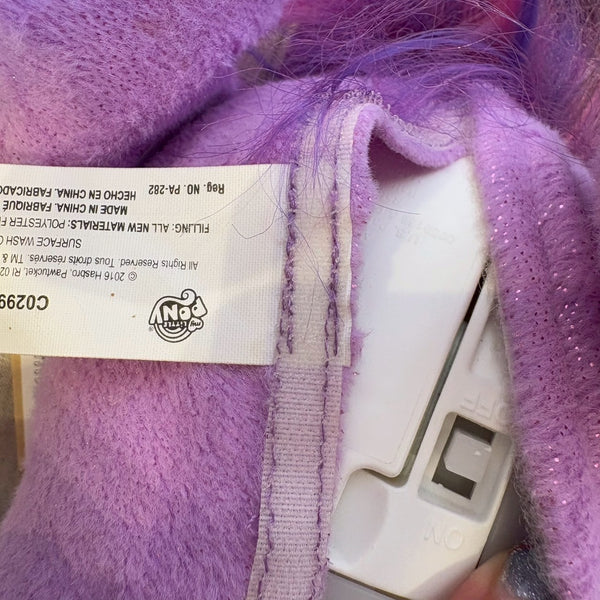 C0299
my
LITTLE
PONY
© 2016 Hasbro, Pawtucket, RI 02
All rights reserved. Tous droits réservés. TM &
SURFACE WASH
FILLING: ALL NEW MATERIALS: POLYESTER
MADE IN CHINA. FABRIQUÉ
HECHO EN CHINA. FABRICADO
Reg. NO. PA-282
OFF
ON